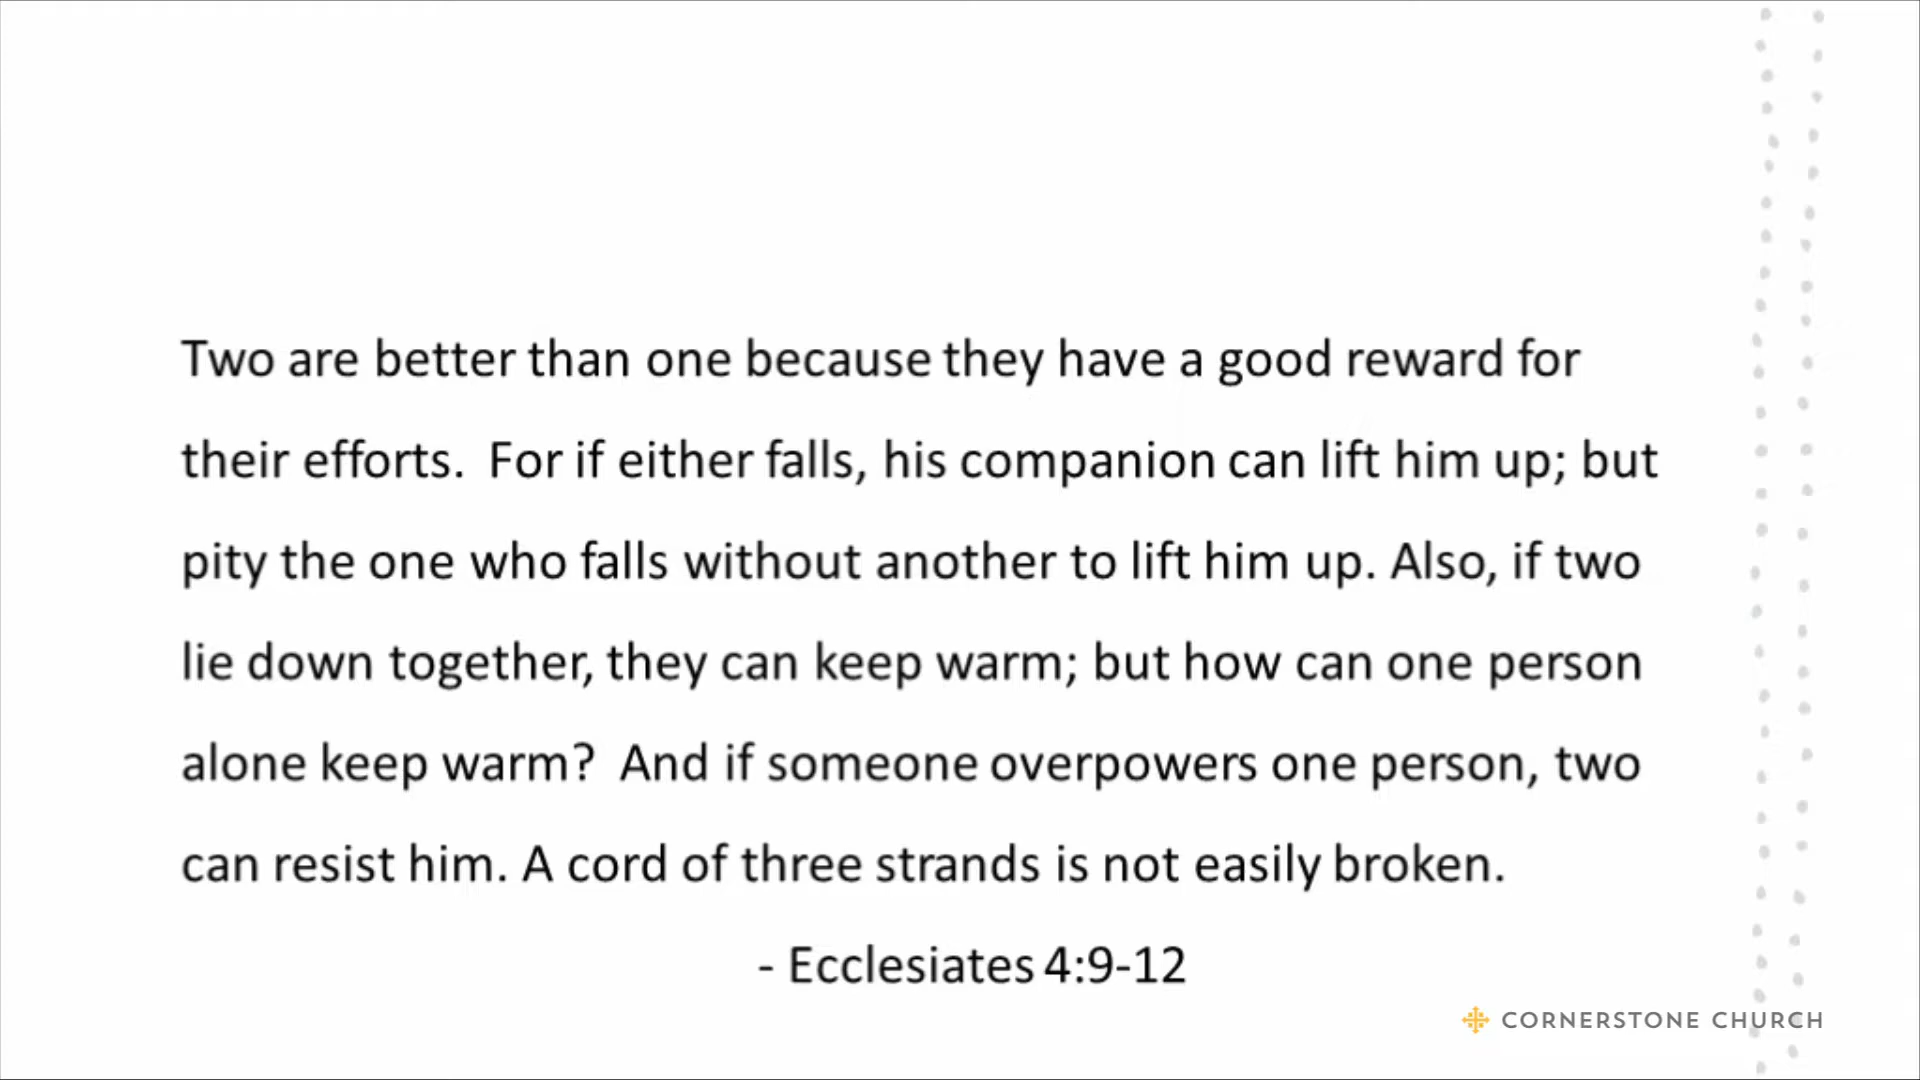 Two are better than one because they have a good reward for
their efforts.  For if either falls, his companion can lift him up; but
pity the one who falls without another to lift him up. Also, if two
lie down together, they can keep warm; but how can one person
alone keep warm?  And if someone overpowers one person, two
can resist him. A cord of three strands is not easily broken.
- Ecclesiates 4:9-12
CORNERSTONE CHURCH